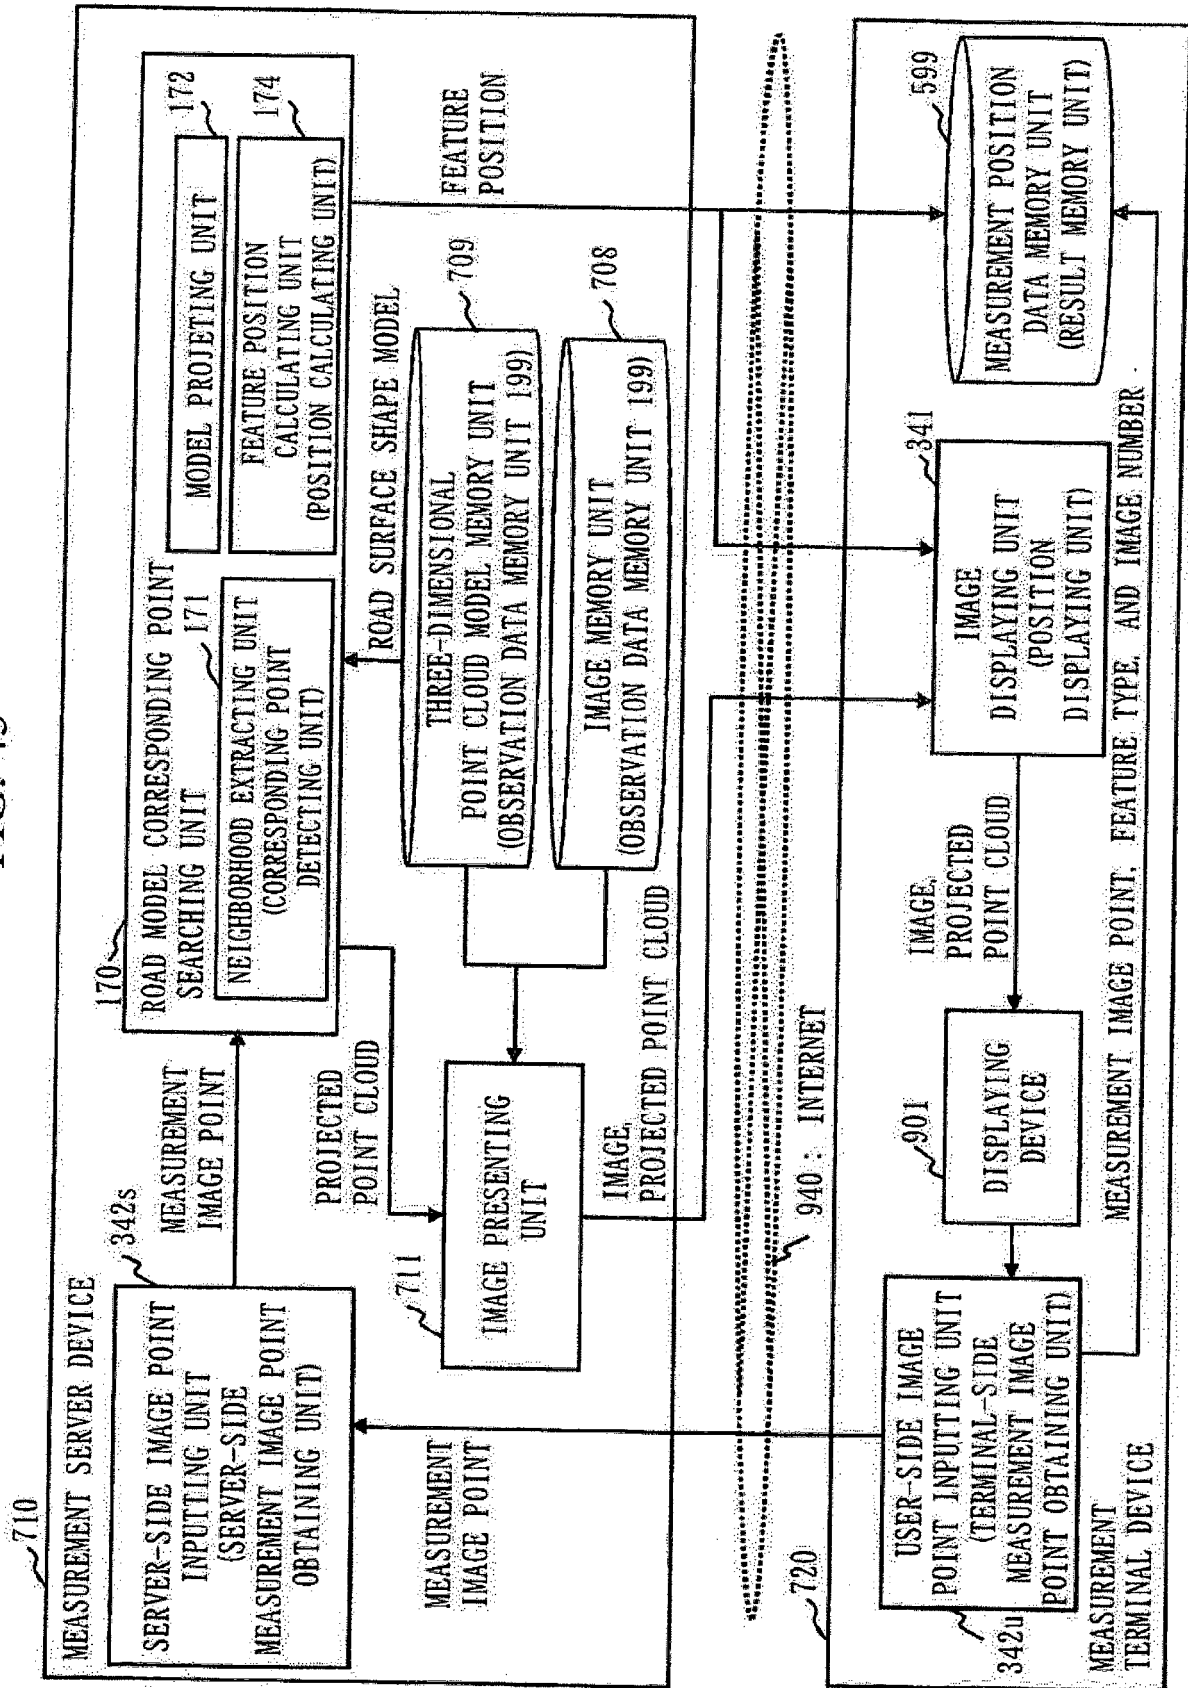 710
MEASUREMENT SERVER DEVICE
SERVER-SIDE IMAGE POINT
INPUTTING UNIT
(SERVER-SIDE
MEASUREMENT IMAGE POINT
OBTAINING UNIT)
342s
MEASUREMENT
IMAGE POINT
170
ROAD MODEL CORRESPONDING POINT
SEARCHING UNIT
171
NEIGHBORHOOD EXTRACTING UNIT
(CORRESPONDING POINT
DETECTING UNIT)
172
MODEL PROJETING UNIT
174
FEATURE POSITION
CALCULATING UNIT
(POSITION CALCULATING UNIT)
PROJECTED
POINT CLOUD
ROAD SURFACE SHAPE MODEL
709
THREE-DIMENSIONAL
POINT CLOUD MODEL MEMORY UNIT
(OBSERVATION DATA MEMORY UNIT 199)
708
IMAGE MEMORY UNIT
(OBSERVATION DATA MEMORY UNIT 199)
711
IMAGE PRESENTING
UNIT
FEATURE
POSITION
MEASUREMENT
IMAGE POINT
IMAGE,
PROJECTED POINT CLOUD
940 : INTERNET
720
USER-SIDE IMAGE
POINT INPUTTING UNIT
(TERMINAL-SIDE
MEASUREMENT IMAGE
POINT OBTAINING UNIT)
342u
901
DISPLAYING
DEVICE
IMAGE,
PROJECTED
POINT CLOUD
341
IMAGE
DISPLAYING UNIT
(POSITION
DISPLAYING UNIT)
599
MEASUREMENT POSITION
DATA MEMORY UNIT
(RESULT MEMORY UNIT)
MEASUREMENT IMAGE POINT, FEATURE TYPE, AND IMAGE NUMBER
MEASUREMENT
TERMINAL DEVICE